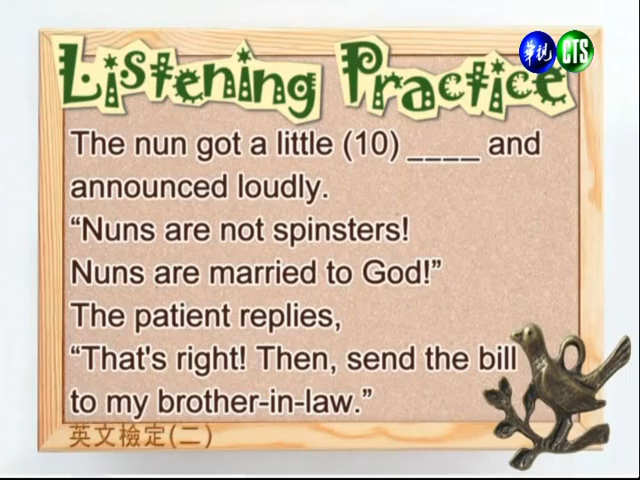 華視 CTS
Listening Practice
The nun got a little (10) ____ and
announced loudly.
“Nuns are not spinsters!
Nuns are married to God!”
The patient replies,
“That's right! Then, send the bill
to my brother-in-law.”
英文檢定(二)